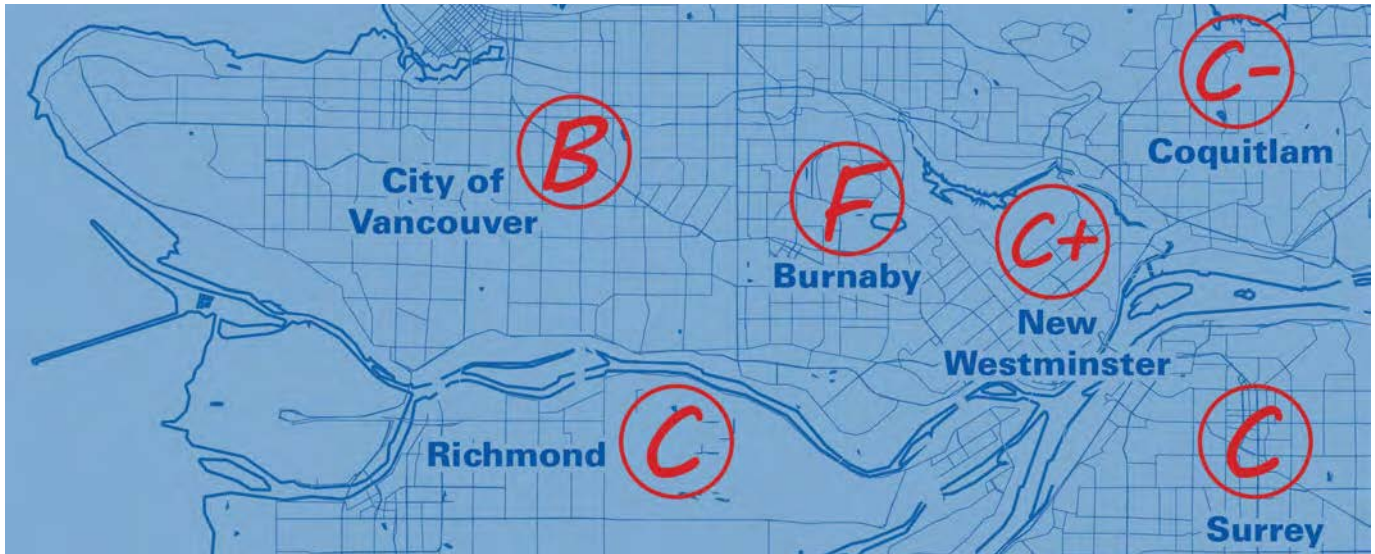 City of
Vancouver
B
F
Burnaby
C+
New
Westminster
C-
Coquitlam
Richmond
C
C
Surrey